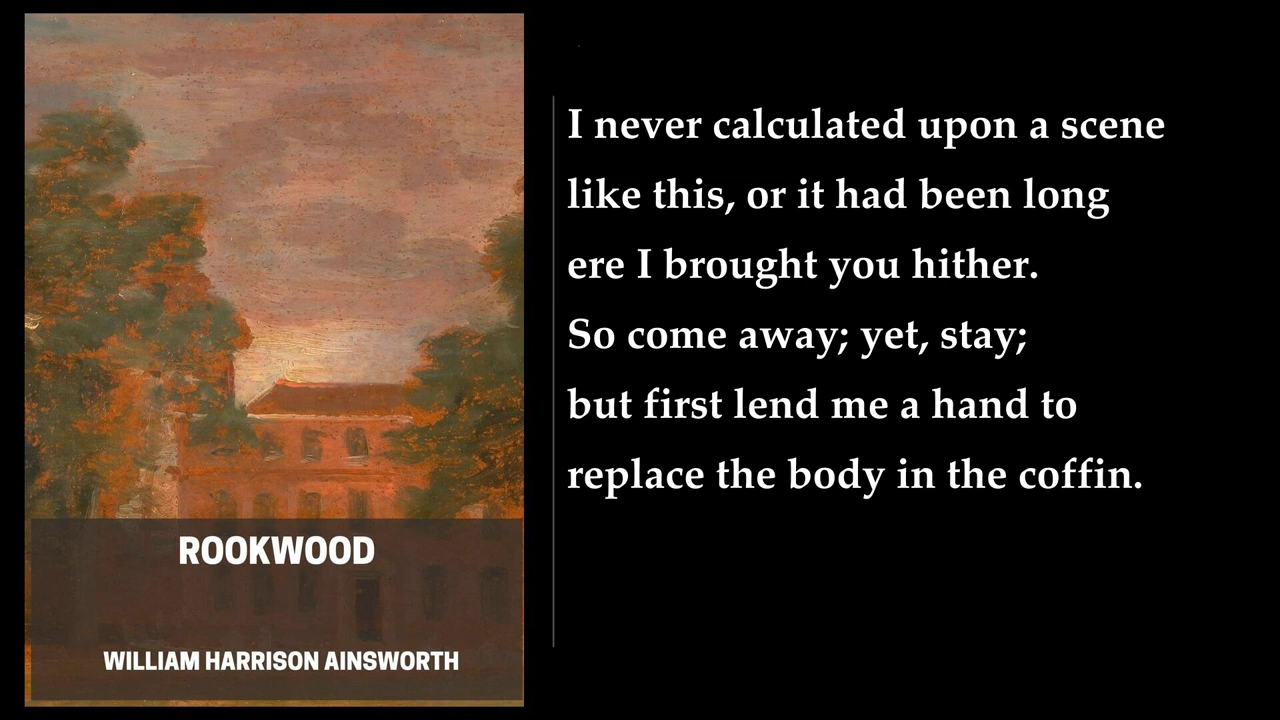 ROOKWOOD
WILLIAM HARRISON AINSWORTH
I never calculated upon a scene
like this, or it had been long
ere I brought you hither.
So come away; yet, stay;
but first lend me a hand to
replace the body in the coffin.